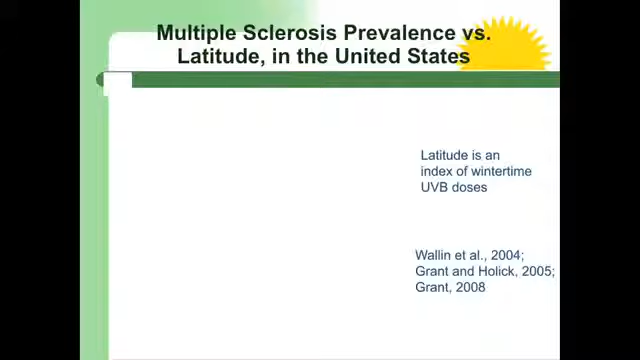 Multiple Sclerosis Prevalence vs.
Latitude, in the United States
Latitude is an
index of wintertime
UVB doses
Wallin et al., 2004;
Grant and Holick, 2005;
Grant, 2008